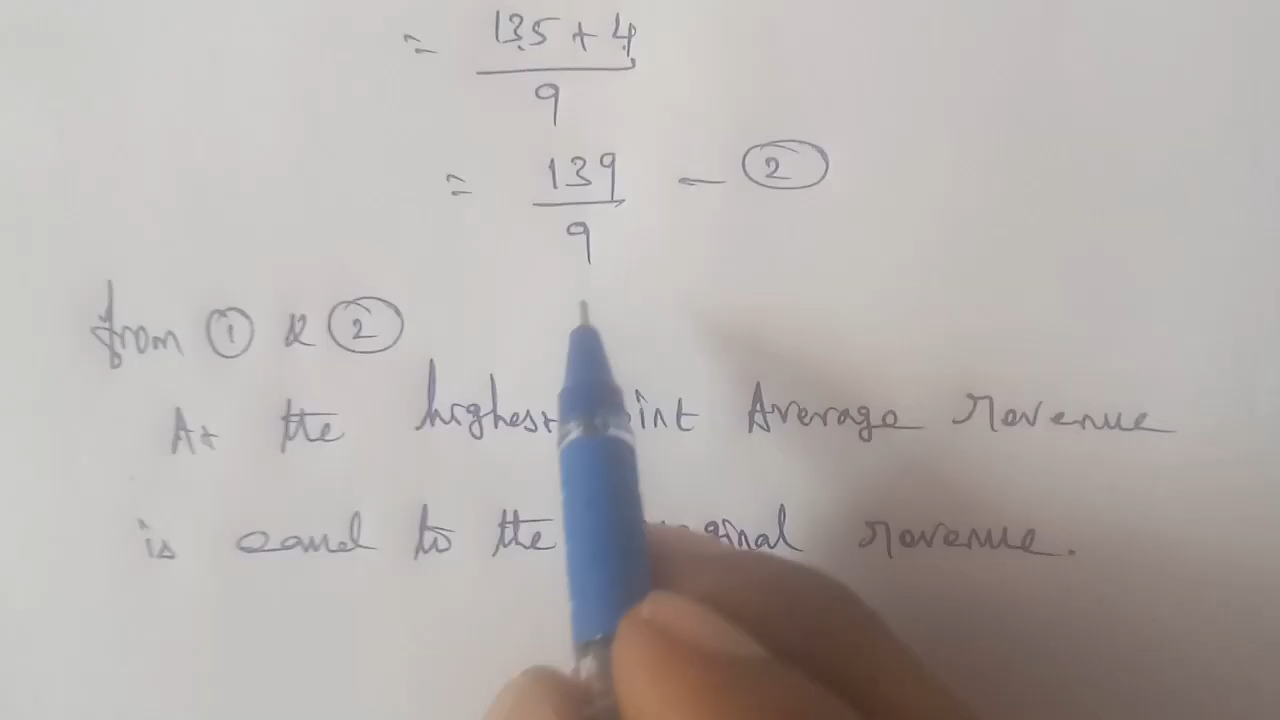 = 135 + 4
9
= 139 — ②
9
from ① & ②
At the highest Average revenue
is equal to the revenue.